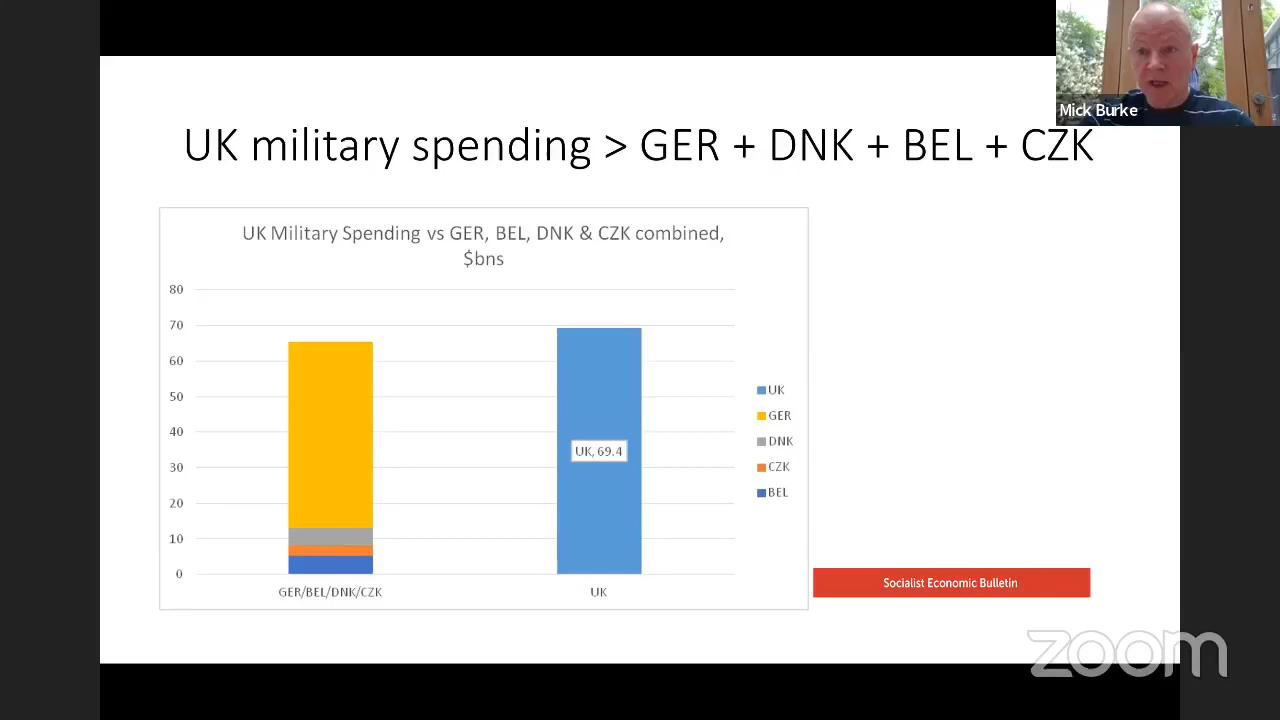 Mick Burke
UK military spending > GER + DNK + BEL + CZK
UK Military Spending vs GER, BEL, DNK & CZK combined,
$bns
80
70
60
50
40
30
20
10
0
UK, 69.4
GER/BEL/DNK/CZK
UK
UK
GER
DNK
CZK
BEL
Socialist Economic Bulletin
zoom